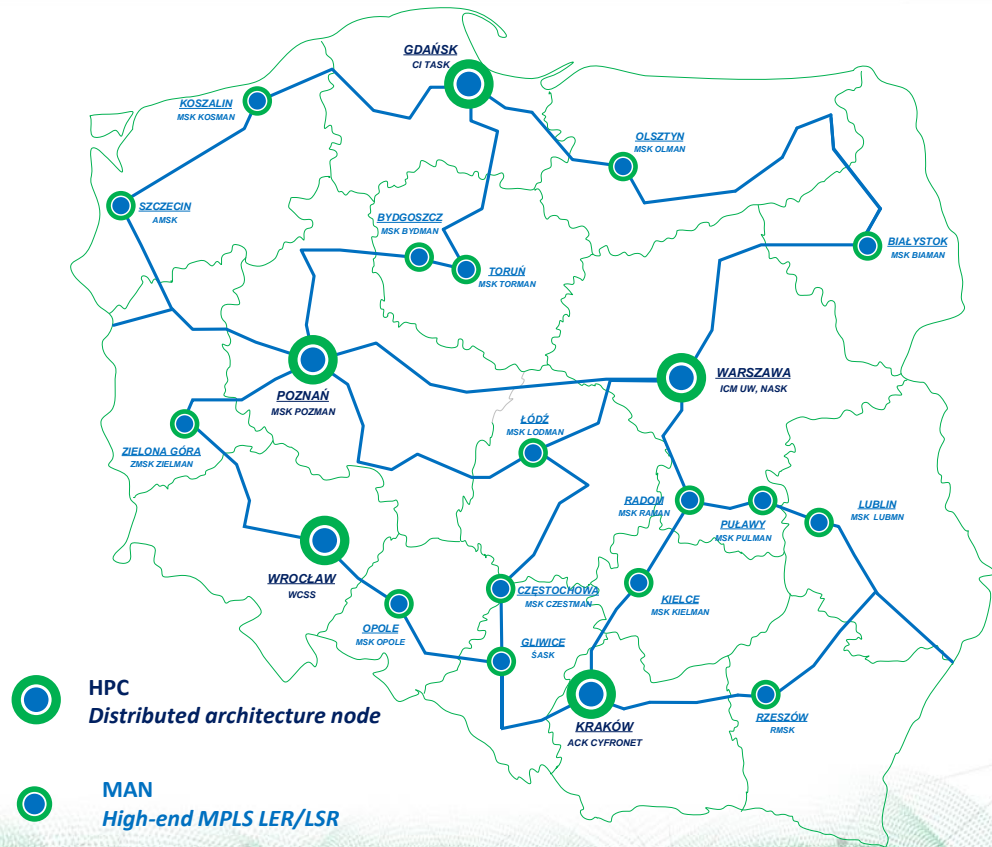 GDAŃSK
CI TASK
KOSZALIN
MSK KOSMAN
OLSZTYN
MSK OLMAN
SZCZECIN
AMSK
BYDGOSZCZ
MSK BYDMAN
BIAŁYSTOK
MSK BIAMAN
TORUŃ
MSK TORMAN
WARSZAWA
ICM UW, NASK
POZNAŃ
MSK POZMAN
ŁÓDŹ
MSK LODMAN
ZIELONA GÓRA
ZMSK ZIELMAN
RADOM
MSK RAMAN
PUŁAWY
MSK PULMAN
LUBLIN
MSK LUBMN
WROCŁAW
WCSS
CZĘSTOCHOWA
MSK CZESTMAN
KIELCE
MSK KIELMAN
OPOLE
MSK OPOLE
GLIWICE
ŚASK
KRAKÓW
ACK CYFRONET
RZESZÓW
RMSK
HPC
Distributed architecture node
MAN
High-end MPLS LER/LSR